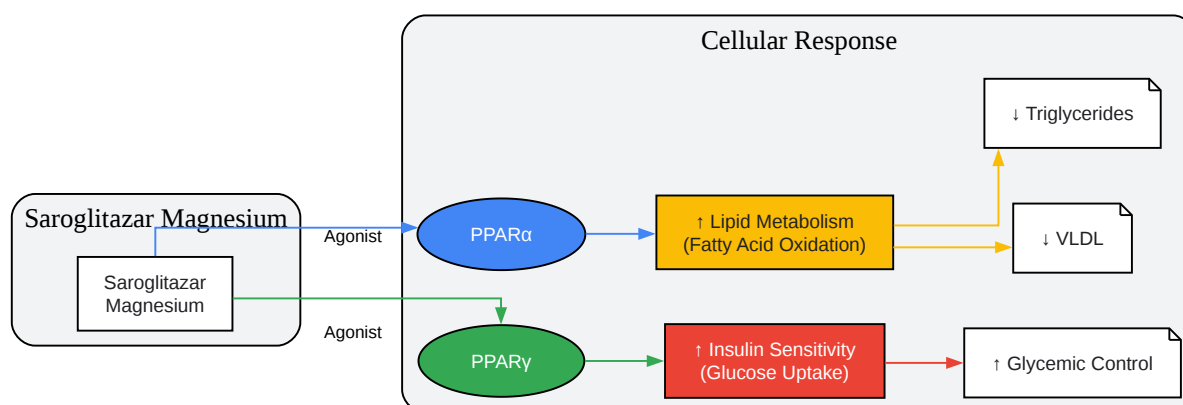 Cellular Response
↓ Triglycerides
Saroglitazar Magnesium
Agonist
PPARα
↑ Lipid Metabolism
(Fatty Acid Oxidation)
↓ VLDL
Saroglitazar
Magnesium
Agonist
PPARγ
↑ Insulin Sensitivity
(Glucose Uptake)
↑ Glycemic Control